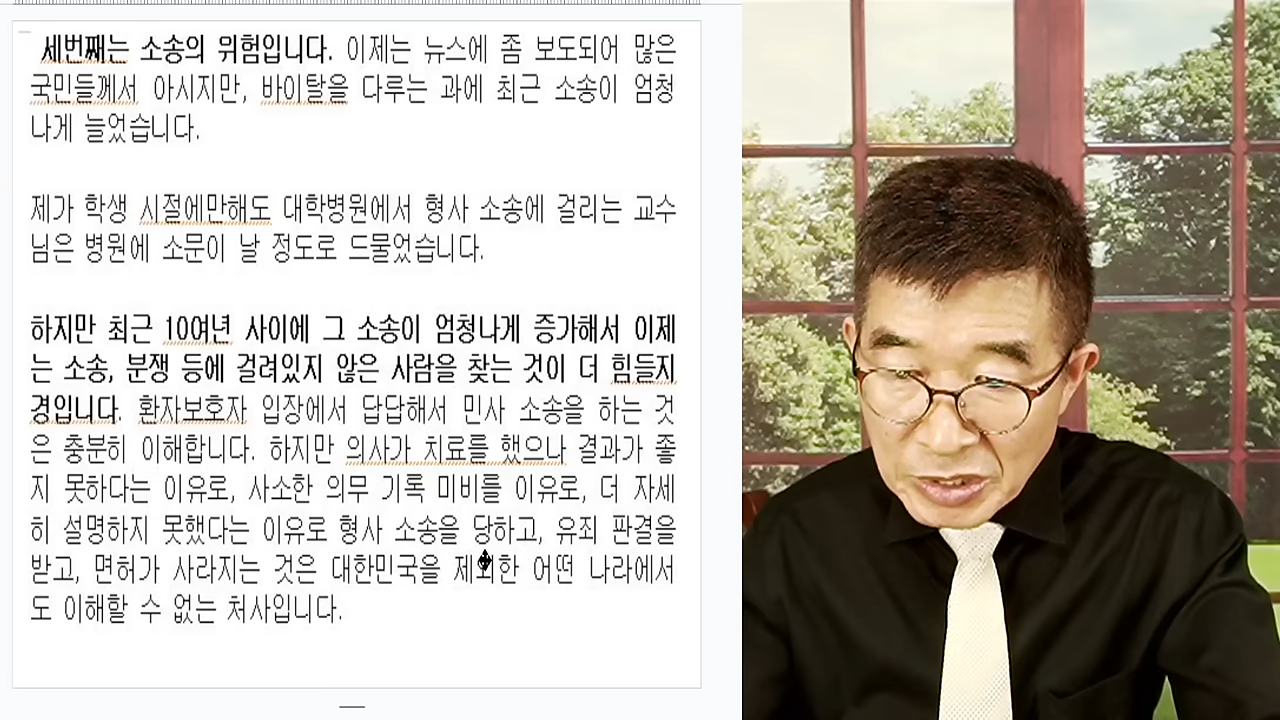 세번째는 소송의 위험입니다. 이제는 뉴스에 좀 보도되어 많은
국민들께서 아시지만, 바이탈을 다루는 과에 최근 소송이 엄청
나게 늘었습니다.
제가 학생 시절에만해도 대학병원에서 형사 소송에 걸리는 교수
님은 병원에 소문이 날 정도로 드물었습니다.
하지만 최근 10여년 사이에 그 소송이 엄청나게 증가해서 이제
는 소송, 분쟁 등에 걸려있지 않은 사람을 찾는 것이 더 힘들지
경입니다. 환자보호자 입장에서 답답해서 민사 소송을 하는 것
은 충분히 이해합니다. 하지만 의사가 치료를 했으나 결과가 좋
지 못하다는 이유로, 사소한 의무 기록 미비를 이유로, 더 자세
히 설명하지 못했다는 이유로 형사 소송을 당하고, 유죄 판결을
받고, 면허가 사라지는 것은 대한민국을 제외한 어떤 나라에서
도 이해할 수 없는 처사입니다.